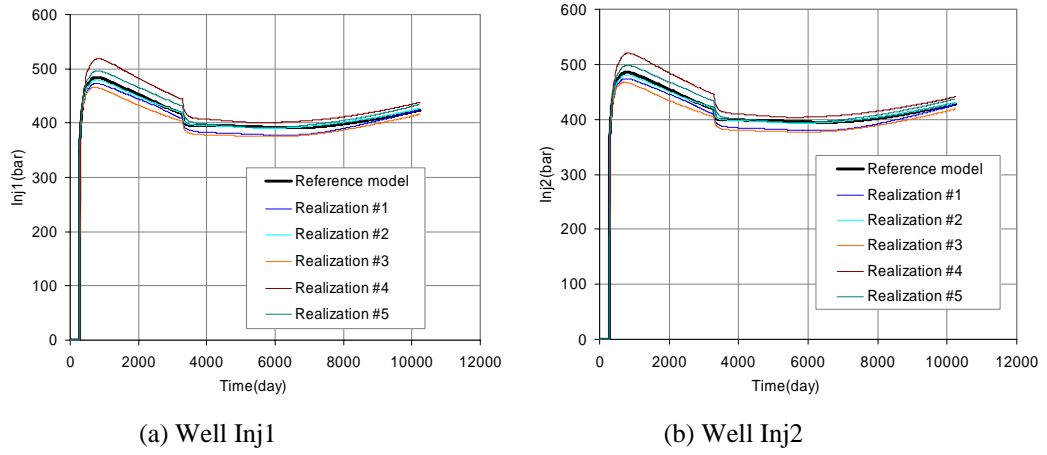 600
500
400
300
200
100
0
Inj1(bar)
Reference model
Realization #1
Realization #2
Realization #3
Realization #4
Realization #5
0 2000 4000 6000 8000 10000 12000
Time(day)
(a) Well Inj1
600
500
400
300
200
100
0
Inj2(bar)
Reference model
Realization #1
Realization #2
Realization #3
Realization #4
Realization #5
0 2000 4000 6000 8000 10000 12000
Time(day)
(b) Well Inj2